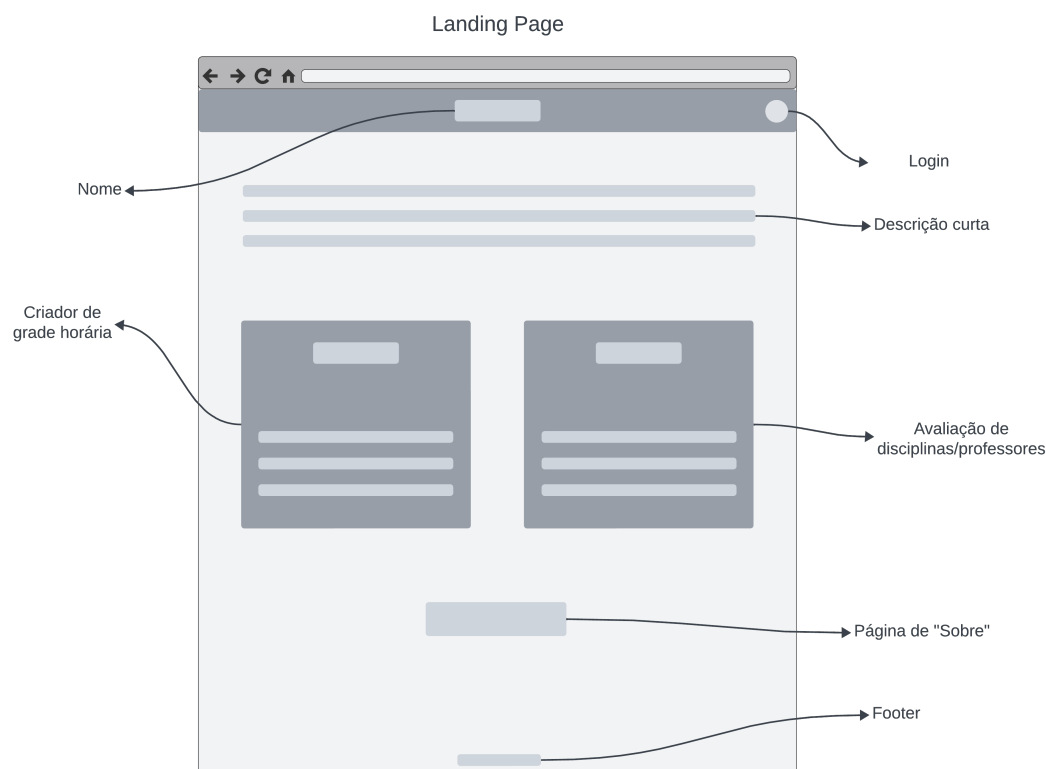 Landing Page
Login
Nome
Descrição curta
Criador de
grade horária
Avaliação de
disciplinas/professores
Página de "Sobre"
Footer